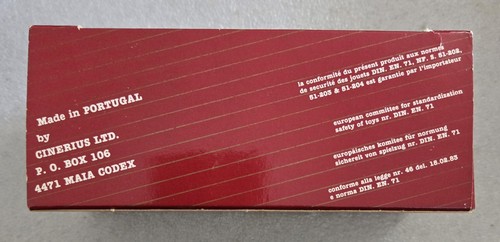 Made in PORTUGAL
by
CINERIUS LTD.
P. O. BOX 106
4471 MAIA CODEX
la conformité du présent produit aux normes
de securité des jouets DIN. EN. 71, NF. S. 51-202,
51-203 & 51-204 est garantie par l'importateur
european committee for standardization
safety of toys nr. DIN. EN. 71
europäisches komitee für normung
sichereit von spielzug nr. DIN. EN. 71
conforme alla legge nr. 46 del. 18.02.83
e norma DIN. EN. 71